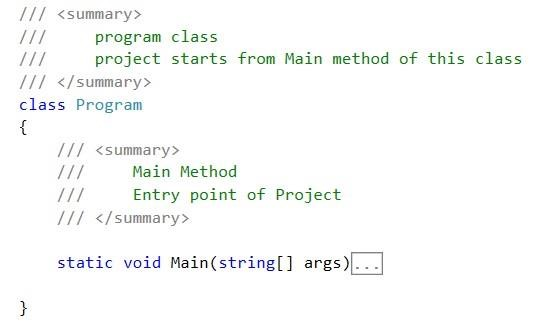 /// <summary>
///     program class
///     project starts from Main method of this class
/// </summary>
class Program
{
    /// <summary>
    ///     Main Method
    ///     Entry point of Project
    /// </summary>
    static void Main(string[] args)...
}